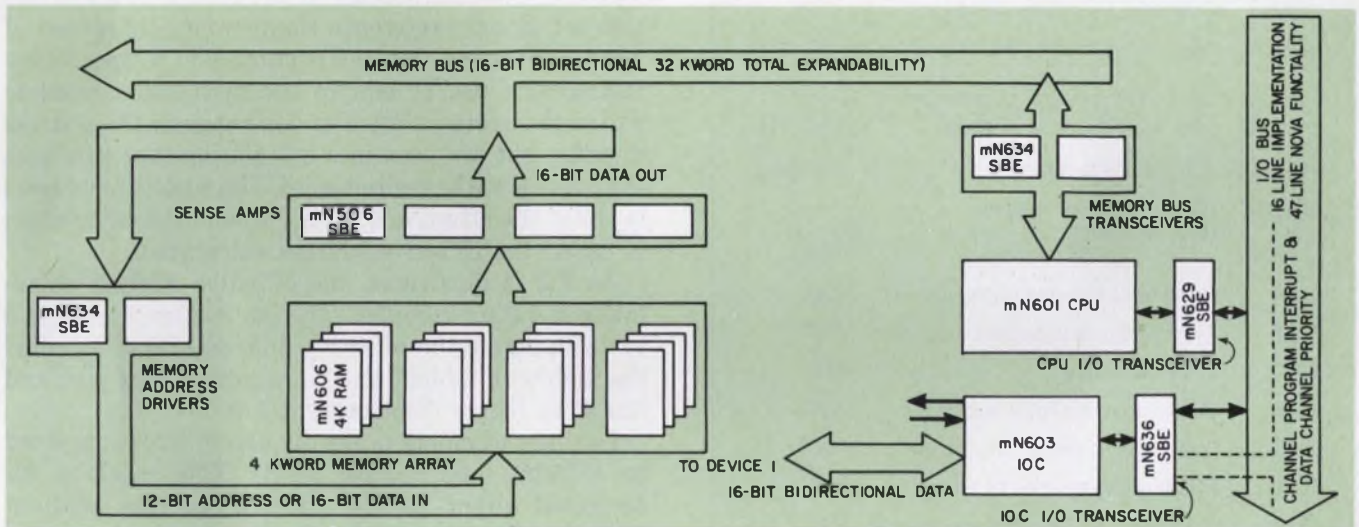 MEMORY BUS (16-BIT BIDIRECTIONAL 32 KWORD TOTAL EXPANDABILITY)
mN634
SBE
16-BIT DATA OUT
SENSE AMPS
mN506
SBE
MEMORY BUS
TRANSCEIVERS
mN634
SBE
MEMORY
ADDRESS
DRIVERS
mN606
4K RAM
4 KWORD MEMORY ARRAY
12-BIT ADDRESS OR 16-BIT DATA IN
mN601 CPU
mN629
SBE
CPU I/O TRANSCEIVER
mN603
IOC
mN636
SBE
TO DEVICE 1
16-BIT BIDIRECTIONAL DATA
IOC I/O TRANSCEIVER
I/O BUS
16 LINE IMPLEMENTATION
47 LINE NOVA FUNCTALITY
CHANNEL PROGRAM INTERRUPT &
DATA CHANNEL PRIORITY